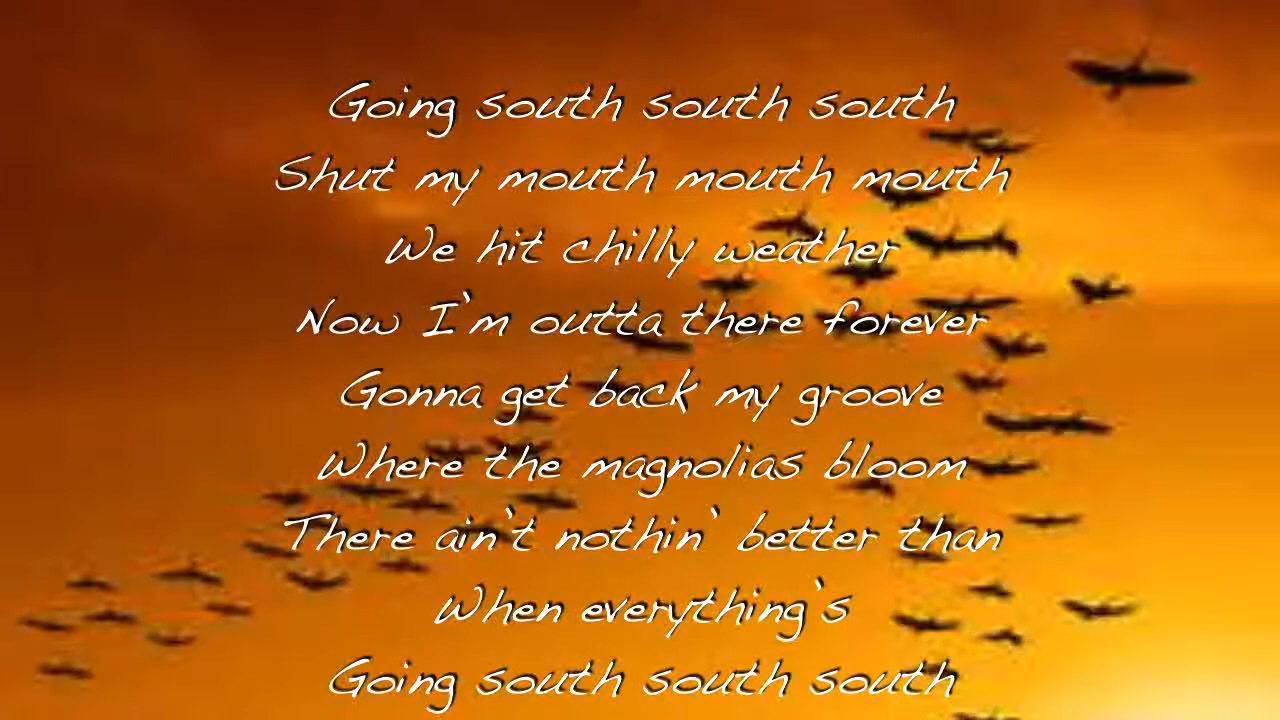 Going south south south
Shut my mouth mouth mouth
We hit chilly weather
Now I'm outta there forever
Gonna get back my groove
Where the magnolias bloom
There ain't nothin' better than
When everything's
Going south south south